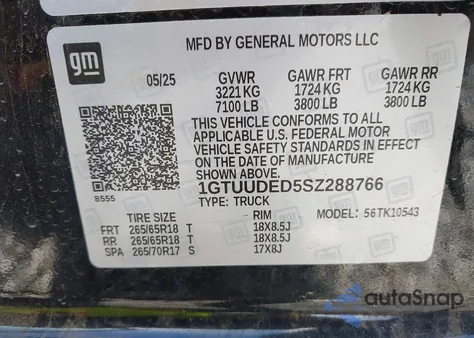 gm
MFD BY GENERAL MOTORS LLC
05/25 GVWR GAWR FRT GAWR RR
3221 KG 1724 KG 1724 KG
7100 LB 3800 LB 3800 LB
THIS VEHICLE CONFORMS TO ALL
APPLICABLE U.S. FEDERAL MOTOR
VEHICLE SAFETY STANDARDS IN EFFECT
ON THE DATE OF MANUFACTURE
SHOWN ABOVE.
8555
1GTUUDED5SZ288766
TYPE: TRUCK
MODEL: 56TK10543
TIRE SIZE RIM
FRT 265/65R18 T 18X8.5J
RR 265/65R18 T 18X8.5J
SPA 265/70R17 S 17X8J
autoSnap